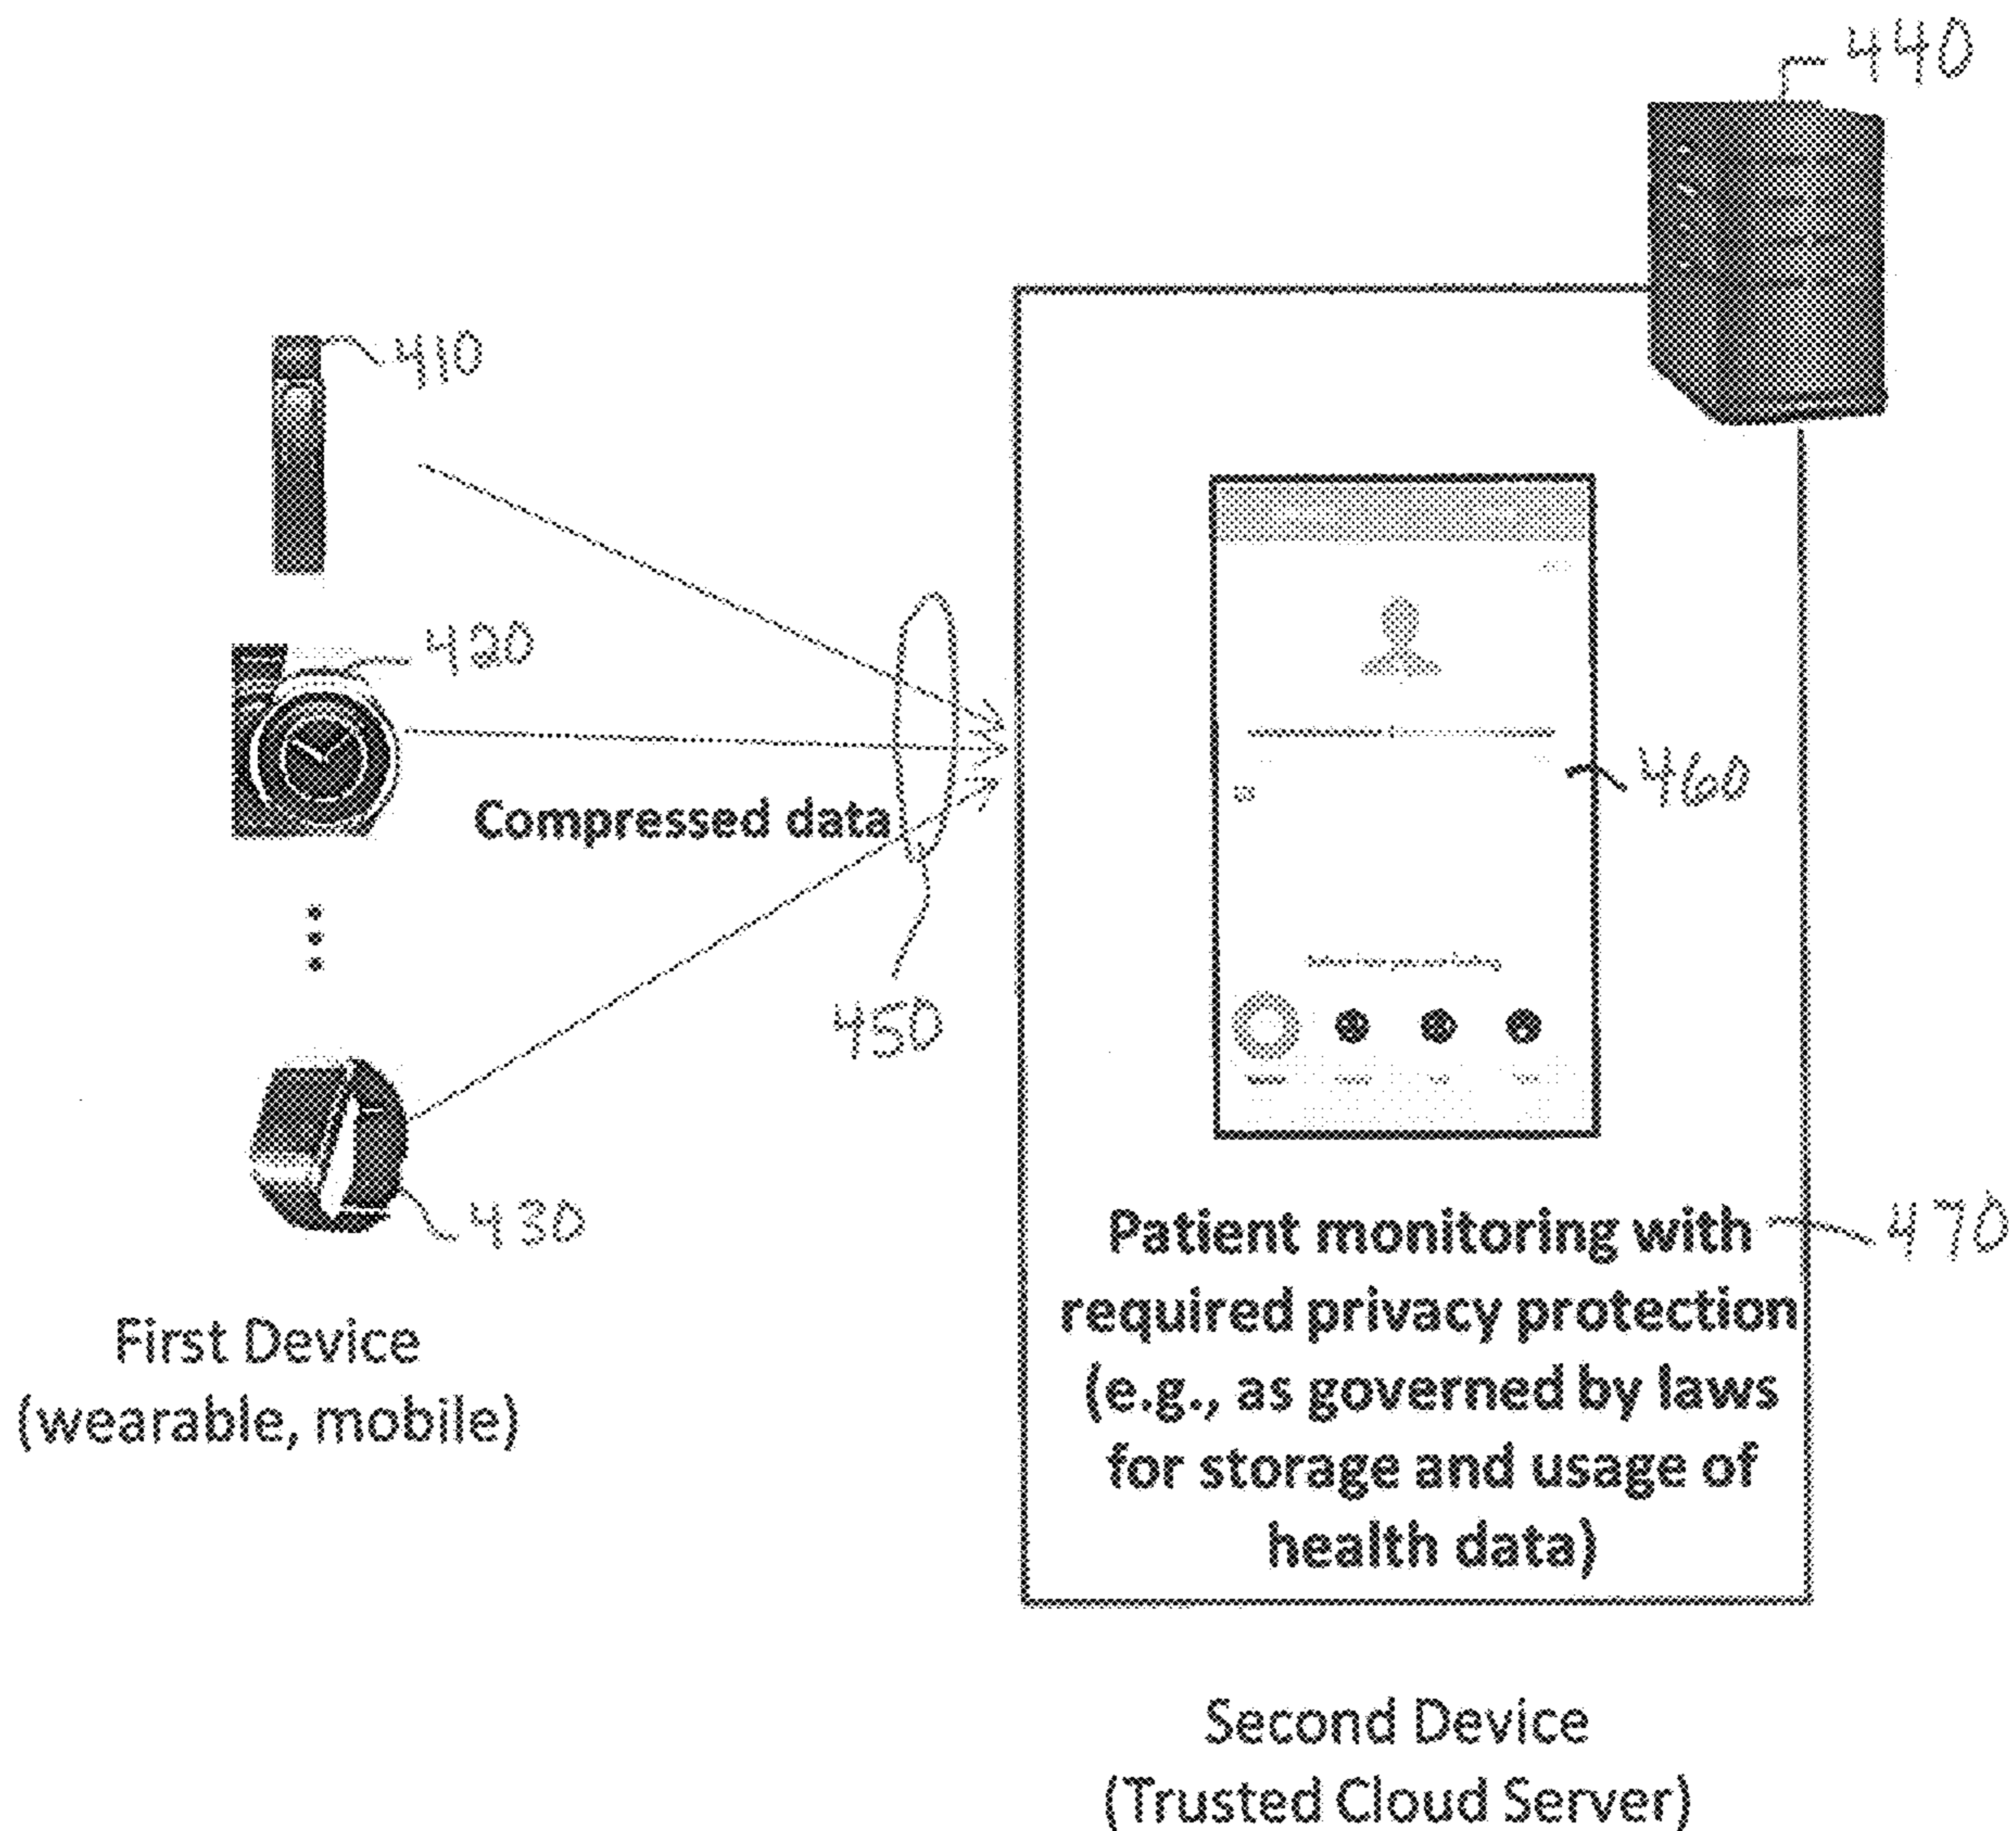 440
410
420
Compressed data
460
450
430
Patient monitoring with
470
required privacy protection
(e.g., as governed by laws
for storage and usage of
health data)
First Device
(wearable, mobile)
Second Device
(Trusted Cloud Server)